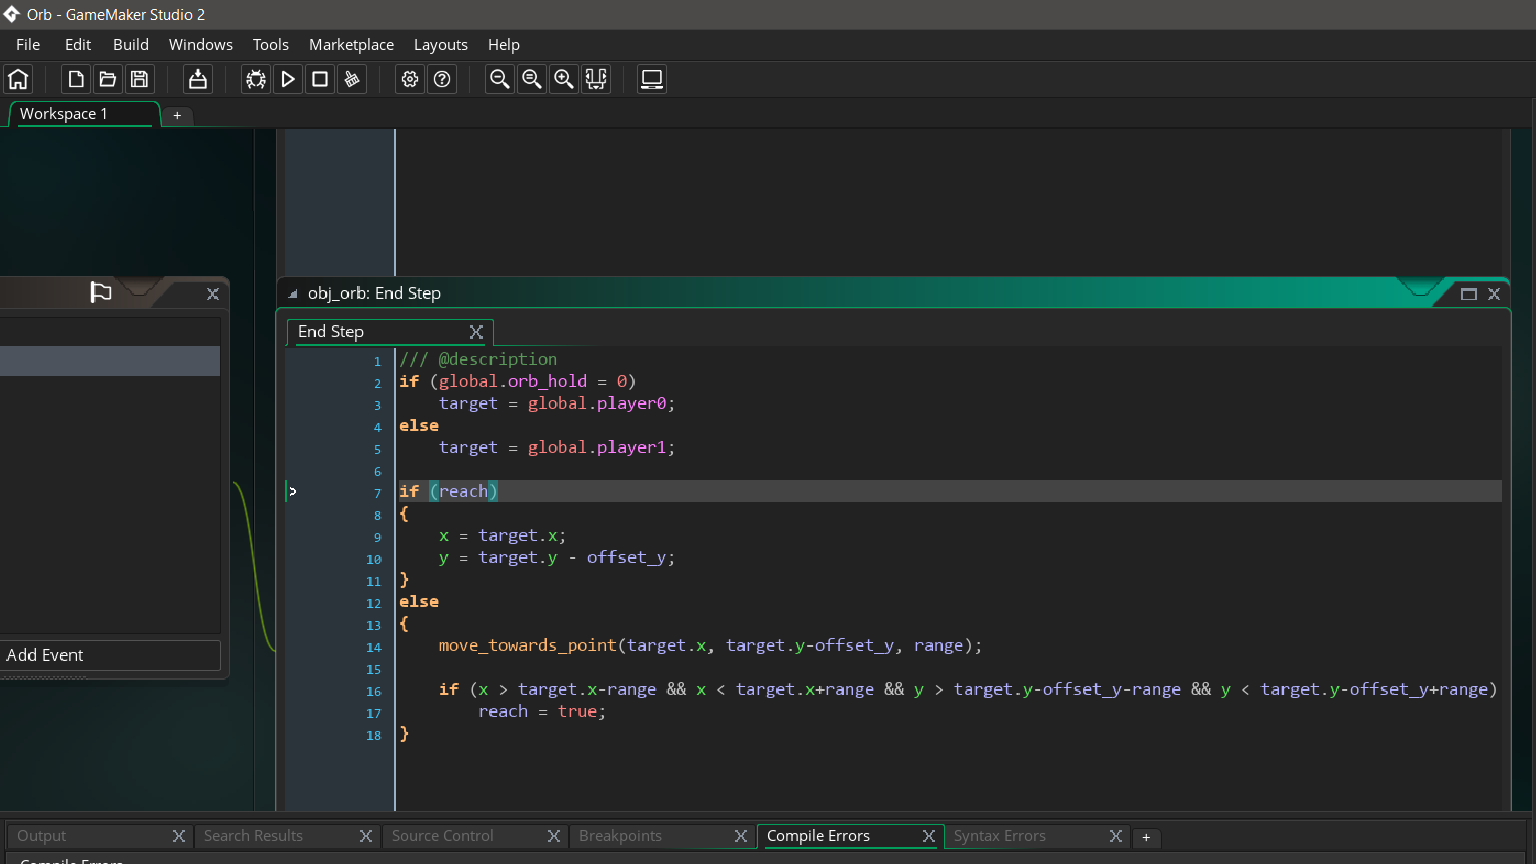 Orb - GameMaker Studio 2
File Edit Build Windows Tools Marketplace Layouts Help
Workspace 1 +
obj_orb: End Step
End Step
1 /// @description
2 if (global.orb_hold = 0)
3 target = global.player0;
4 else
5 target = global.player1;
6
7 if (reach)
8 {
9 x = target.x;
10 y = target.y - offset_y;
11 }
12 else
13 {
14 move_towards_point(target.x, target.y-offset_y, range);
15
16 if (x > target.x-range && x < target.x+range && y > target.y-offset_y-range && y < target.y-offset_y+range)
17 reach = true;
18 }
Add Event
Output Search Results Source Control Breakpoints Compile Errors Syntax Errors +
Compile Errors